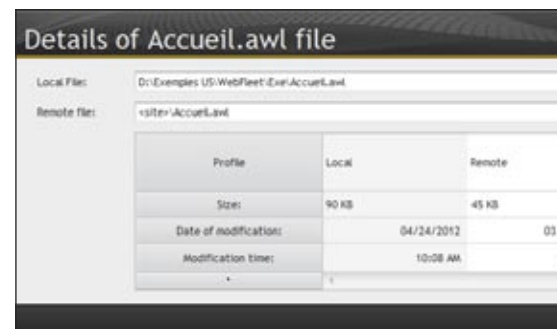 Details of Accueil.awl file
Local File: D:\Exemples US\WebFleet\Exe\Accueil.awl
Remote file: <site>\Accueil.awl
Profile Local Remote
Size: 90 KB 45 KB
Date of modification: 04/24/2012 03
Modification time: 10:08 AM